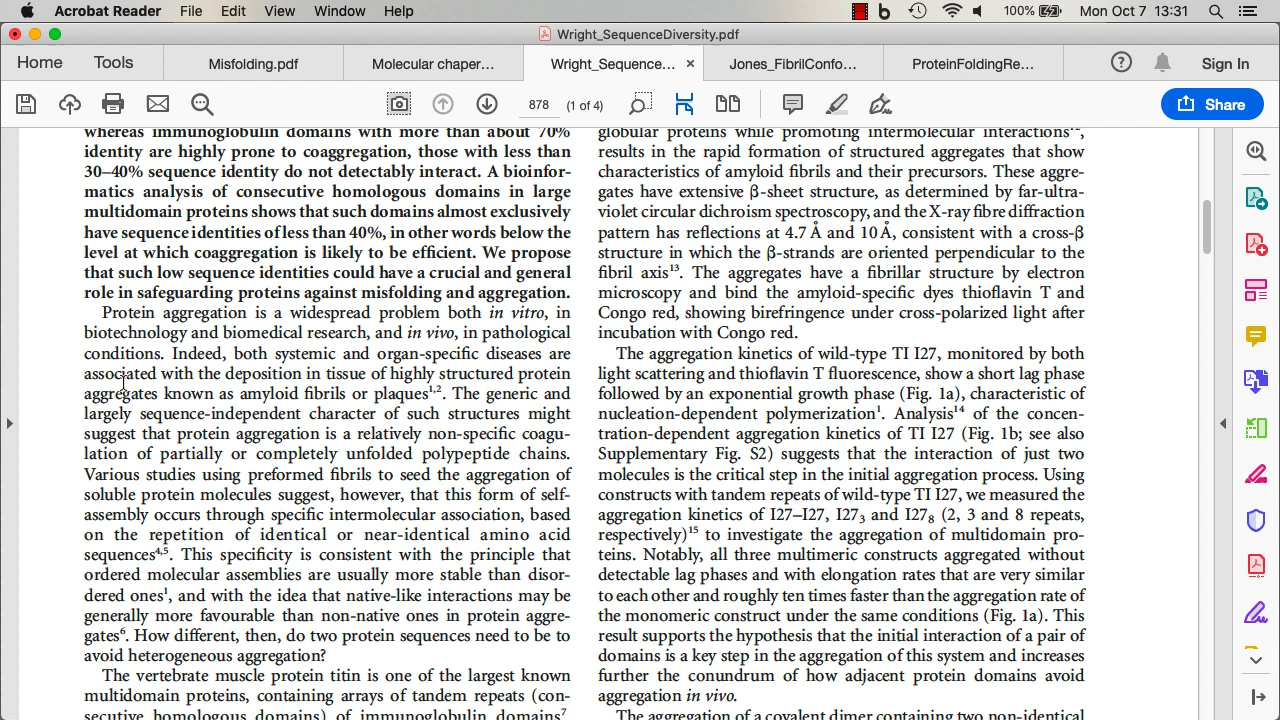 Acrobat Reader File Edit View Window Help 100% Mon Oct 7 13:31
Wright_SequenceDiversity.pdf
Home Tools Misfolding.pdf Molecular chaper... Wright_Sequence... × Jones_FibrilConfo... ProteinFoldingRe... Sign In
878 (1 of 4) Share
whereas immunoglobulin domains with more than about 70%
identity are highly prone to coaggregation, those with less than
30–40% sequence identity do not detectably interact. A bioinfor-
matics analysis of consecutive homologous domains in large
multidomain proteins shows that such domains almost exclusively
have sequence identities of less than 40%, in other words below the
level at which coaggregation is likely to be efficient. We propose
that such low sequence identities could have a crucial and general
role in safeguarding proteins against misfolding and aggregation.
Protein aggregation is a widespread problem both in vitro, in
biotechnology and biomedical research, and in vivo, in pathological
conditions. Indeed, both systemic and organ-specific diseases are
associated with the deposition in tissue of highly structured protein
aggregates known as amyloid fibrils or plaques1,2. The generic and
largely sequence-independent character of such structures might
suggest that protein aggregation is a relatively non-specific coagu-
lation of partially or completely unfolded polypeptide chains.
Various studies using preformed fibrils to seed the aggregation of
soluble protein molecules suggest, however, that this form of self-
assembly occurs through specific intermolecular association, based
on the repetition of identical or near-identical amino acid
sequences4,5. This specificity is consistent with the principle that
ordered molecular assemblies are usually more stable than disor-
dered ones1, and with the idea that native-like interactions may be
generally more favourable than non-native ones in protein aggre-
gates6. How different, then, do two protein sequences need to be to
avoid heterogeneous aggregation?
The vertebrate muscle protein titin is one of the largest known
multidomain proteins, containing arrays of tandem repeats (con-
secutive homologous domains) of immunoglobulin domains7
globular proteins while promoting intermolecular interactions
results in the rapid formation of structured aggregates that show
characteristics of amyloid fibrils and their precursors. These aggre-
gates have extensive β-sheet structure, as determined by far-ultra-
violet circular dichroism spectroscopy, and the X-ray fibre diffraction
pattern has reflections at 4.7 Å and 10 Å, consistent with a cross-β
structure in which the β-strands are oriented perpendicular to the
fibril axis13. The aggregates have a fibrillar structure by electron
microscopy and bind the amyloid-specific dyes thioflavin T and
Congo red, showing birefringence under cross-polarized light after
incubation with Congo red.
The aggregation kinetics of wild-type TI I27, monitored by both
light scattering and thioflavin T fluorescence, show a short lag phase
followed by an exponential growth phase (Fig. 1a), characteristic of
nucleation-dependent polymerization1. Analysis14 of the concen-
tration-dependent aggregation kinetics of TI I27 (Fig. 1b; see also
Supplementary Fig. S2) suggests that the interaction of just two
molecules is the critical step in the initial aggregation process. Using
constructs with tandem repeats of wild-type TI I27, we measured the
aggregation kinetics of I27–I27, I273 and I278 (2, 3 and 8 repeats,
respectively)15 to investigate the aggregation of multidomain pro-
teins. Notably, all three multimeric constructs aggregated without
detectable lag phases and with elongation rates that are very similar
to each other and roughly ten times faster than the aggregation rate of
the monomeric construct under the same conditions (Fig. 1a). This
result supports the hypothesis that the initial interaction of a pair of
domains is a key step in the aggregation of this system and increases
further the conundrum of how adjacent protein domains avoid
aggregation in vivo.
The aggregation of a covalent dimer containing two non-identical